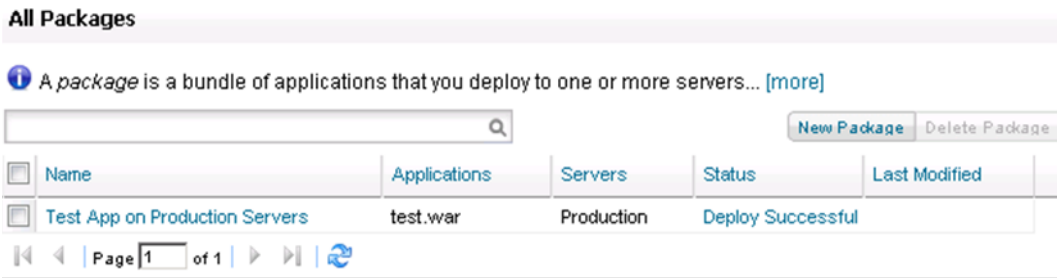 All Packages
A package is a bundle of applications that you deploy to one or more servers... [more]
New Package Delete Package
Name Applications Servers Status Last Modified
Test App on Production Servers test.war Production Deploy Successful
Page 1 of 1